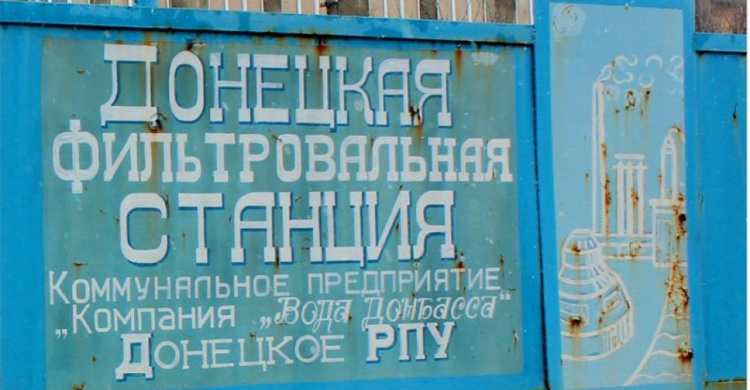 ДОНЕЦКАЯ
ФИЛЬТРОВАЛЬНАЯ
СТАНЦИЯ
КОММУНАЛЬНОЕ ПРЕДПРИЯТИЕ
„КОМПАНИЯ „ВОДА ДОНБАССА“
ДОНЕЦКОЕ РПУ